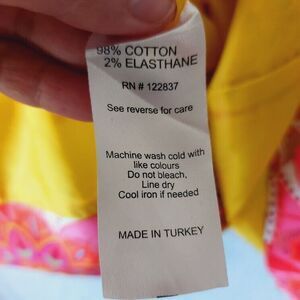 98% COTTON
2% ELASTHANE
RN # 122837
See reverse for care
Machine wash cold with
like colours
Do not bleach,
Line dry
Cool iron if needed
MADE IN TURKEY